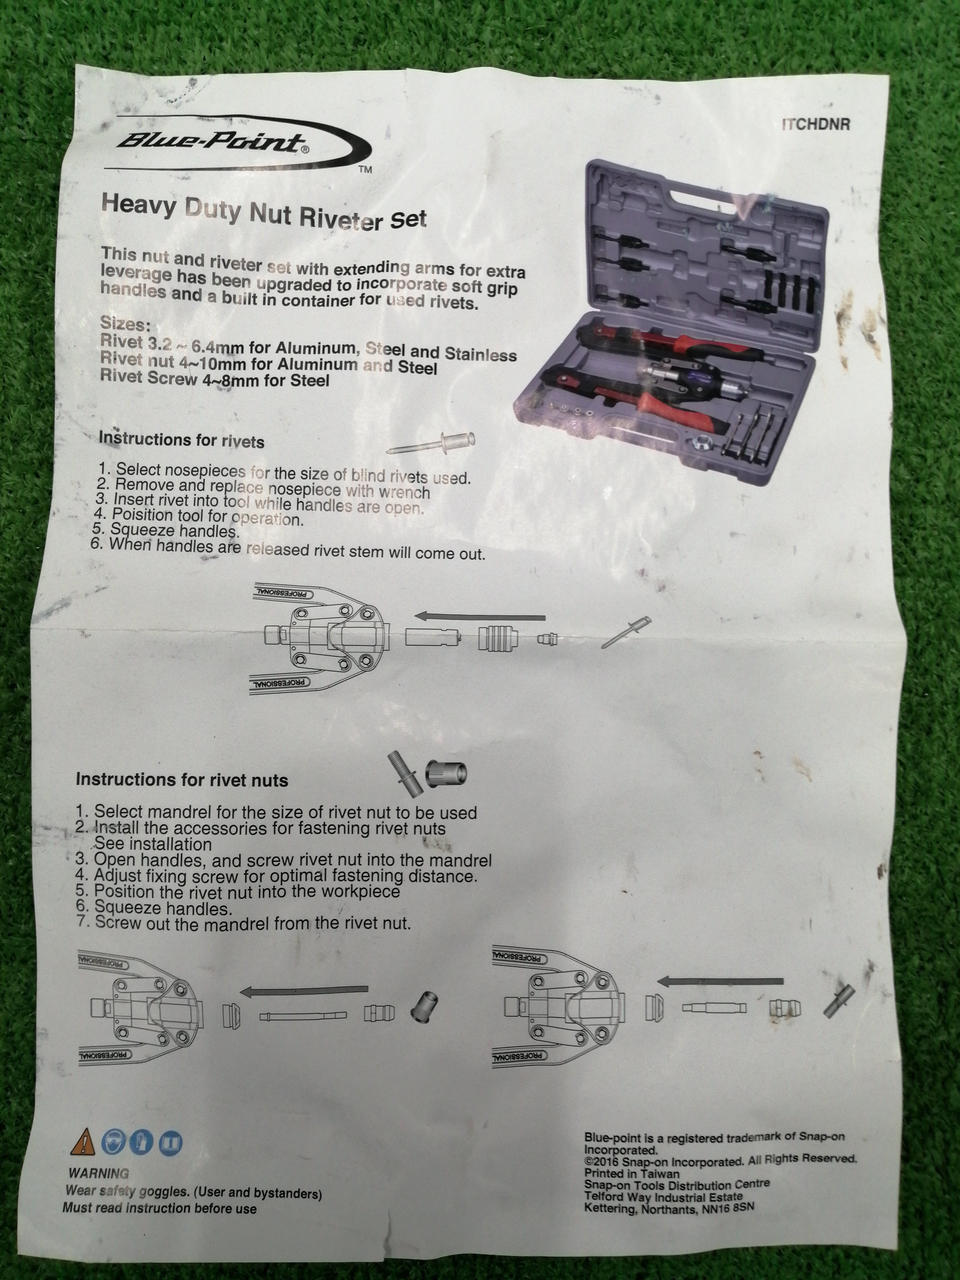 Blue-Point®
TM
ITCHDNR
Heavy Duty Nut Riveter Set
This nut and riveter set with extending arms for extra
leverage has been upgraded to incorporate soft grip
handles and a built in container for used rivets.
Sizes:
Rivet 3.2 ~ 6.4mm for Aluminum, Steel and Stainless
Rivet nut 4~10mm for Aluminum and Steel
Rivet Screw 4~8mm for Steel
Instructions for rivets
1. Select nosepieces for the size of blind rivets used.
2. Remove and replace nosepiece with wrench
3. Insert rivet into tool while handles are open.
4. Poisition tool for operation.
5. Squeeze handles.
6. When handles are released rivet stem will come out.
PROFESSIONAL
PROFESSIONAL
Instructions for rivet nuts
1. Select mandrel for the size of rivet nut to be used
2. Install the accessories for fastening rivet nuts
See installation
3. Open handles, and screw rivet nut into the mandrel
4. Adjust fixing screw for optimal fastening distance.
5. Position the rivet nut into the workpiece
6. Squeeze handles.
7. Screw out the mandrel from the rivet nut.
PROFESSIONAL
PROFESSIONAL
PROFESSIONAL
PROFESSIONAL
WARNING
Wear safety goggles. (User and bystanders)
Must read instruction before use
Blue-point is a registered trademark of Snap-on
Incorporated.
©2016 Snap-on Incorporated. All Rights Reserved.
Printed in Taiwan
Snap-on Tools Distribution Centre
Telford Way Industrial Estate
Kettering, Northants, NN16 8SN